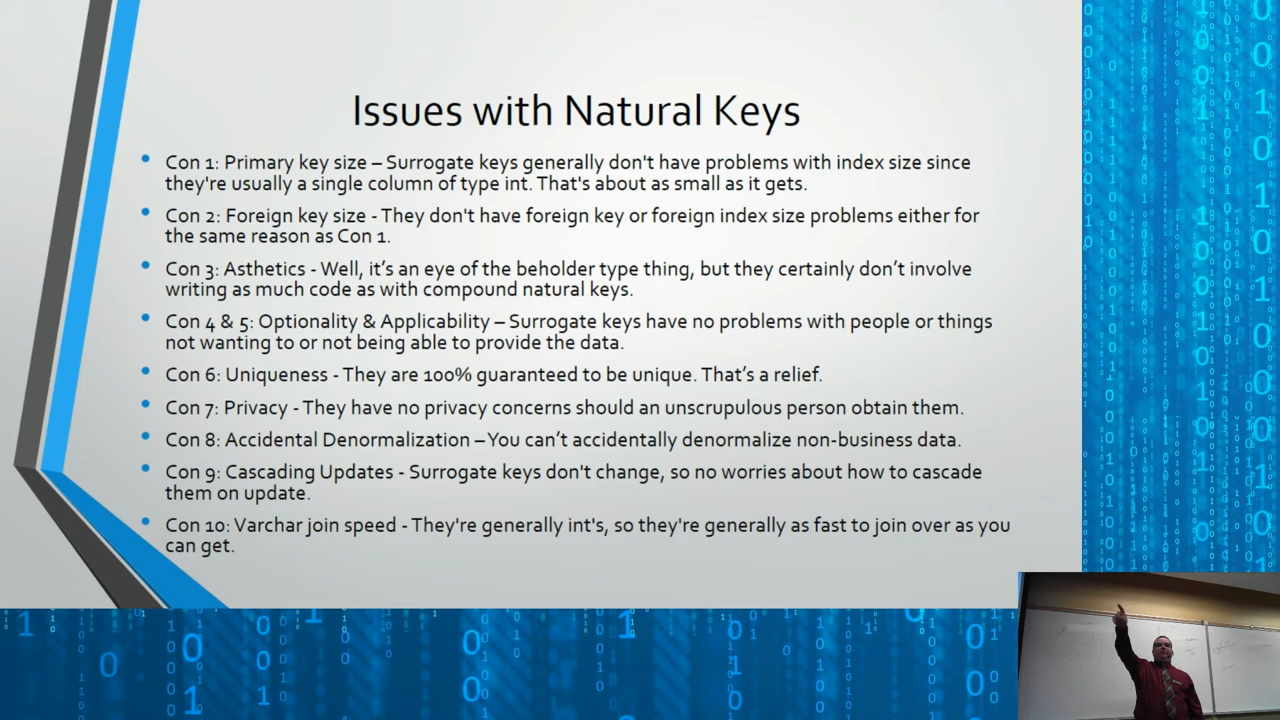 Issues with Natural Keys
• Con 1: Primary key size – Surrogate keys generally don't have problems with index size since
they're usually a single column of type int. That's about as small as it gets.
• Con 2: Foreign key size - They don't have foreign key or foreign index size problems either for
the same reason as Con 1.
• Con 3: Asthetics - Well, it's an eye of the beholder type thing, but they certainly don't involve
writing as much code as with compound natural keys.
• Con 4 & 5: Optionality & Applicability – Surrogate keys have no problems with people or things
not wanting to or not being able to provide the data.
• Con 6: Uniqueness - They are 100% guaranteed to be unique. That's a relief.
• Con 7: Privacy - They have no privacy concerns should an unscrupulous person obtain them.
• Con 8: Accidental Denormalization – You can't accidentally denormalize non-business data.
• Con 9: Cascading Updates - Surrogate keys don't change, so no worries about how to cascade
them on update.
• Con 10: Varchar join speed - They're generally int's, so they're generally as fast to join over as you
can get.